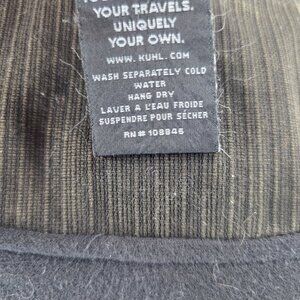 YOUR TRAVELS.
UNIQUELY
YOUR OWN.
WWW.KUHL.COM
WASH SEPARATELY COLD
WATER
HANG DRY
LAVER A L'EAU FROIDE
SUSPENDRE POUR SÉCHER
RN# 108846